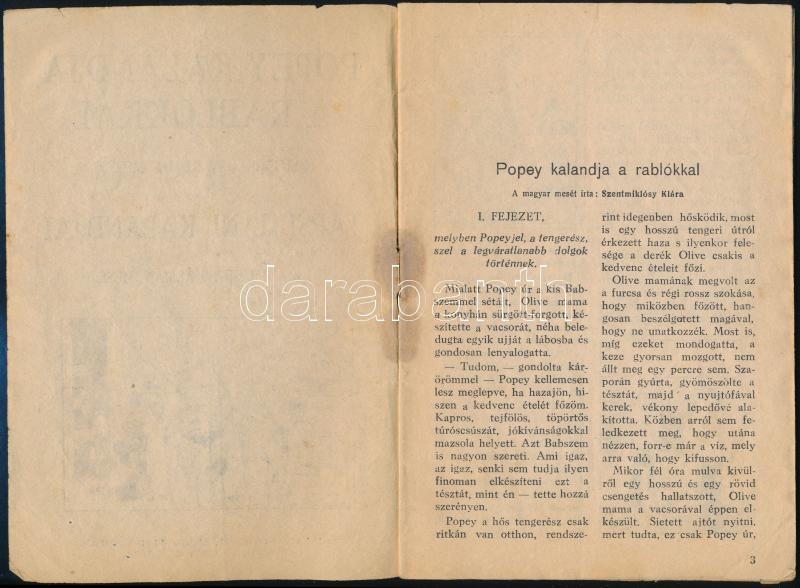 Popey kalandja a rablókkal
A magyar mesét írta: Szentmiklósy Klára
I. FEJEZET,
melyben Popeyjel, a tengerész,
szel a legváratlanabb dolgok
történnek.
Mialatt Popey úr a kis Bab-
szemmel sétált, Olive mama
a konyhán sürgött-forgott, ké-
szítette a vacsorát, néha bele-
dugta egyik ujját a lábosba és
gondosan lenyalogatta.
— Tudom, — gondolta kár-
örömmel — Popey kellemesen
lesz meglepve, ha hazajön, hi-
szen a kedvenc ételét főzöm.
Kapros, tejfölös, töpörtős
túróscsúszát, jókívánságokkal
mazsola helyett. Azt Babszem
is nagyon szereti. Ami igaz,
az igaz, senki sem tudja ilyen
finoman elkészíteni ezt a
tésztát, mint én — tette hozzá
szerényen.
Popey a hős tengerész csak
ritkán van otthon, rendsze-
rint idegenben hősködik, most
is egy hosszú tengeri útról
érkezett haza s ilyenkor fele-
sége a derék Olive csakis a
kedvenc ételeit főzi.
Olive mamának megvolt az
a furcsa és régi rossz szokása,
hogy miközben főzött, han-
gosan beszélgetett magával,
hogy ne unatkozzék. Most is,
míg ezeket mondogatta, a
keze gyorsan mozgott, nem
állt meg egy percre sem. Sza-
porán gyúrta, gyömöszölte a
tésztát, majd a nyujtófával
kerek, vékony lepedővé ala-
kította. Közben arról sem fe-
ledkezett meg, hogy utána
nézzen, forr-e már a víz, mely
arra való, hogy kifusson.
Mikor fél óra mulva kívül-
ről egy hosszú és egy rövid
csengetés hallatszott, Olive
mama a vacsorával éppen el-
készült. Sietett ajtót nyitni,
mert tudta, ez csak Popey úr,
3
darabanth